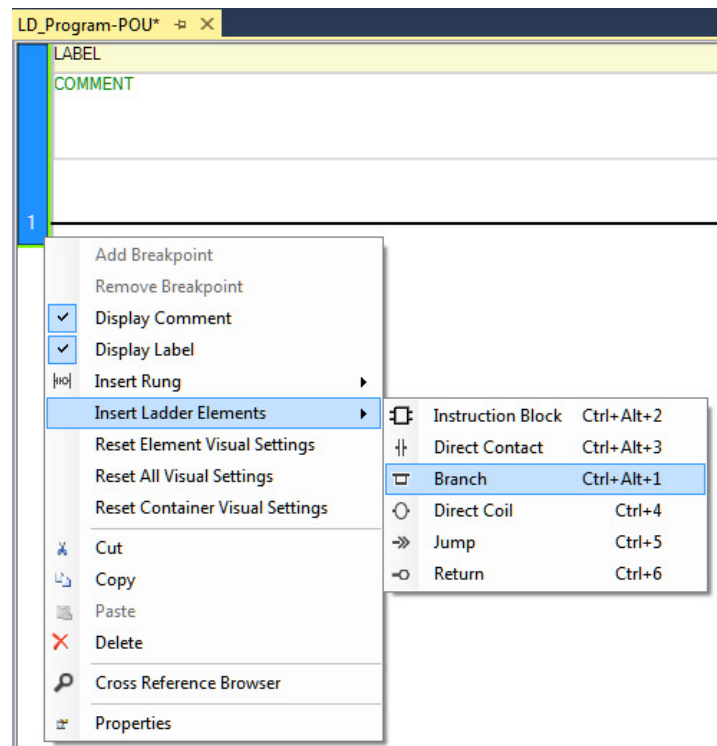 LD_Program-POU*
LABEL
COMMENT
1
Add Breakpoint
Remove Breakpoint
Display Comment
Display Label
Insert Rung
Insert Ladder Elements
Instruction Block Ctrl+Alt+2
Reset Element Visual Settings
Direct Contact Ctrl+Alt+3
Reset All Visual Settings
Branch Ctrl+Alt+1
Reset Container Visual Settings
Direct Coil Ctrl+4
Cut
Jump Ctrl+5
Copy
Return Ctrl+6
Paste
Delete
Cross Reference Browser
Properties